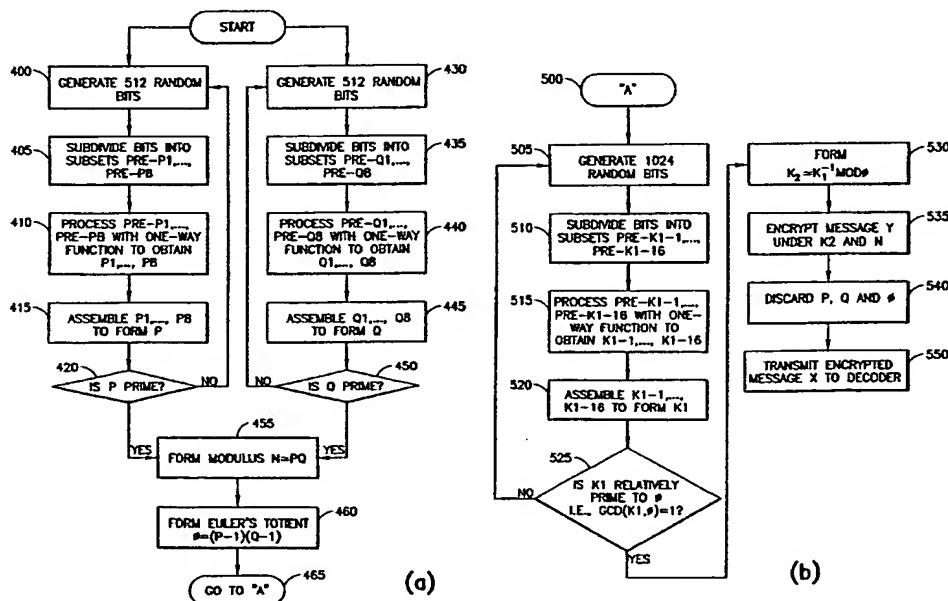 START
400
GENERATE 512 RANDOM
BITS
430
GENERATE 512 RANDOM
BITS
405
SUBDIVIDE BITS INTO
SUBSETS PRE-P1,...,
PRE-P8
435
SUBDIVIDE BITS INTO
SUBSETS PRE-Q1,...,
PRE-Q8
410
PROCESS PRE-P1,...,
PRE-P8 WITH ONE-WAY
FUNCTION TO OBTAIN
P1,..., P8
440
PROCESS PRE-Q1,...,
PRE-Q8 WITH ONE-WAY
FUNCTION TO OBTAIN
Q1,..., Q8
415
ASSEMBLE P1,..., P8
TO FORM P
445
ASSEMBLE Q1,..., Q8
TO FORM Q
420
IS P PRIME?
NO
450
NO
IS Q PRIME?
YES
455
YES
FORM MODULUS N=PQ
460
FORM EULER'S TOTIENT
ø=(P-1)(Q-1)
465
GO TO "A"
(a)
500
"A"
505
GENERATE 1024
RANDOM BITS
510
SUBDIVIDE BITS INTO
SUBSETS PRE-K1-1,...,
PRE-K1-16
515
PROCESS PRE-K1-1,...,
PRE-K1-16 WITH ONE-
WAY FUNCTION TO
OBTAIN K1-1,..., K1-16
520
ASSEMBLE K1-1,...,
K1-16 TO FORM K1
525
NO
IS K1 RELATIVELY
PRIME TO ø
I.E., GCD(K1,ø)=1?
YES
530
FORM
K₂=K₁⁻¹MODø
535
ENCRYPT MESSAGE Y
UNDER K2 AND N
540
DISCARD P, Q AND ø
550
TRANSMIT ENCRYPTED
MESSAGE X TO DECODER
(b)